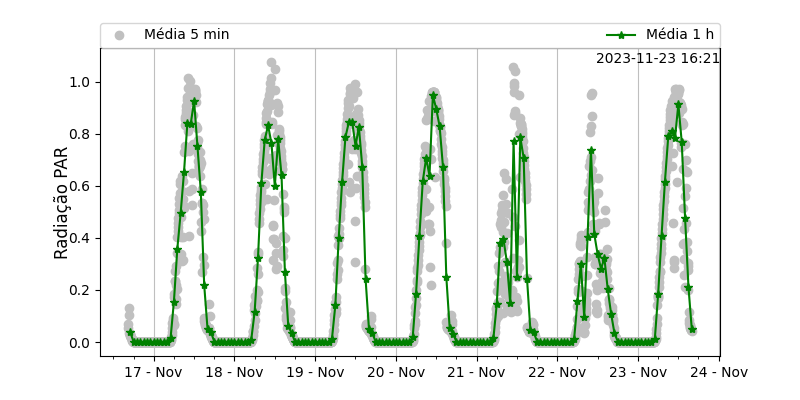 Média 5 min
Média 1 h
2023-11-23 16:21
Radiação PAR
1.0
0.8
0.6
0.4
0.2
0.0
17 - Nov
18 - Nov
19 - Nov
20 - Nov
21 - Nov
22 - Nov
23 - Nov
24 - Nov